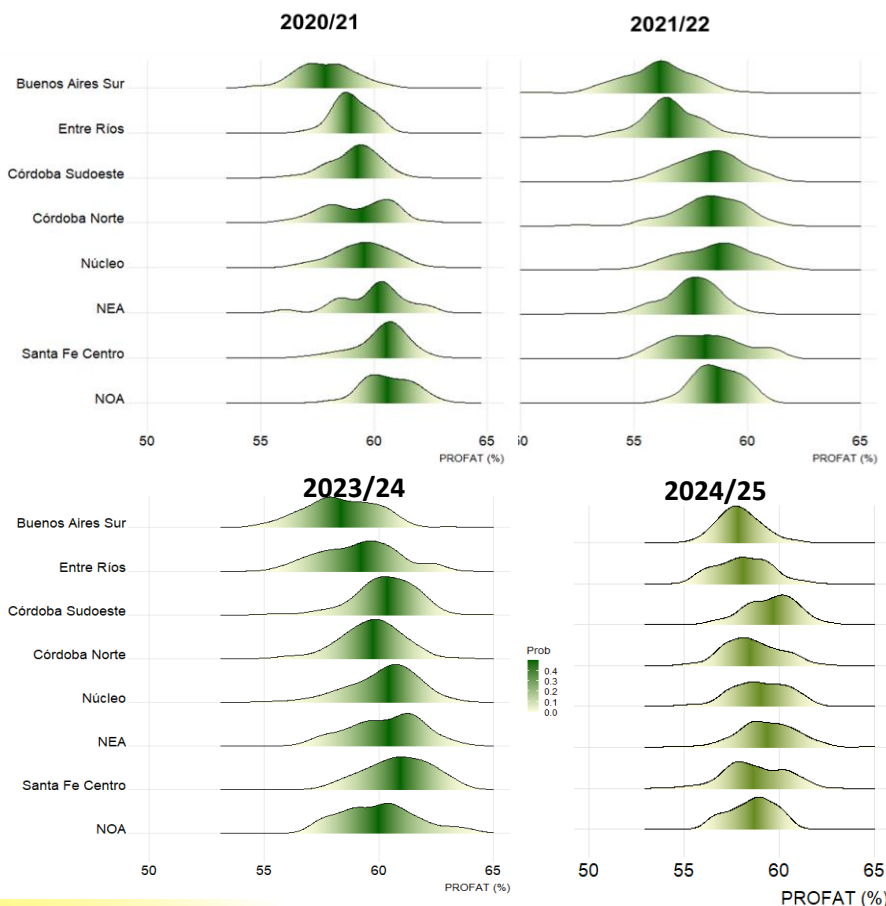 2020/21
2021/22
Buenos Aires Sur
Entre Ríos
Córdoba Sudoeste
Córdoba Norte
Núcleo
NEA
Santa Fe Centro
NOA
50 55 60 65
PROFAT (%)
50 55 60 65
PROFAT (%)
2023/24
2024/25
Buenos Aires Sur
Entre Ríos
Córdoba Sudoeste
Córdoba Norte
Núcleo
NEA
Santa Fe Centro
NOA
Prob
0.4
0.3
0.2
0.1
0.0
50 55 60 65
PROFAT (%)
50 55 60 65
PROFAT (%)